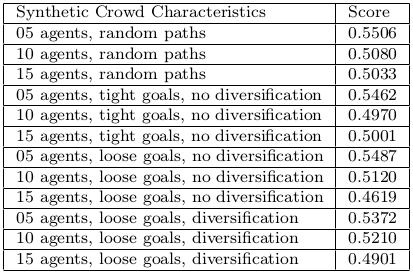 Synthetic Crowd Characteristics Score
05 agents, random paths 0.5506
10 agents, random paths 0.5080
15 agents, random paths 0.5033
05 agents, tight goals, no diversification 0.5462
10 agents, tight goals, no diversification 0.4970
15 agents, tight goals, no diversification 0.5001
05 agents, loose goals, no diversification 0.5487
10 agents, loose goals, no diversification 0.5120
15 agents, loose goals, no diversification 0.4619
05 agents, loose goals, diversification 0.5372
10 agents, loose goals, diversification 0.5210
15 agents, loose goals, diversification 0.4901